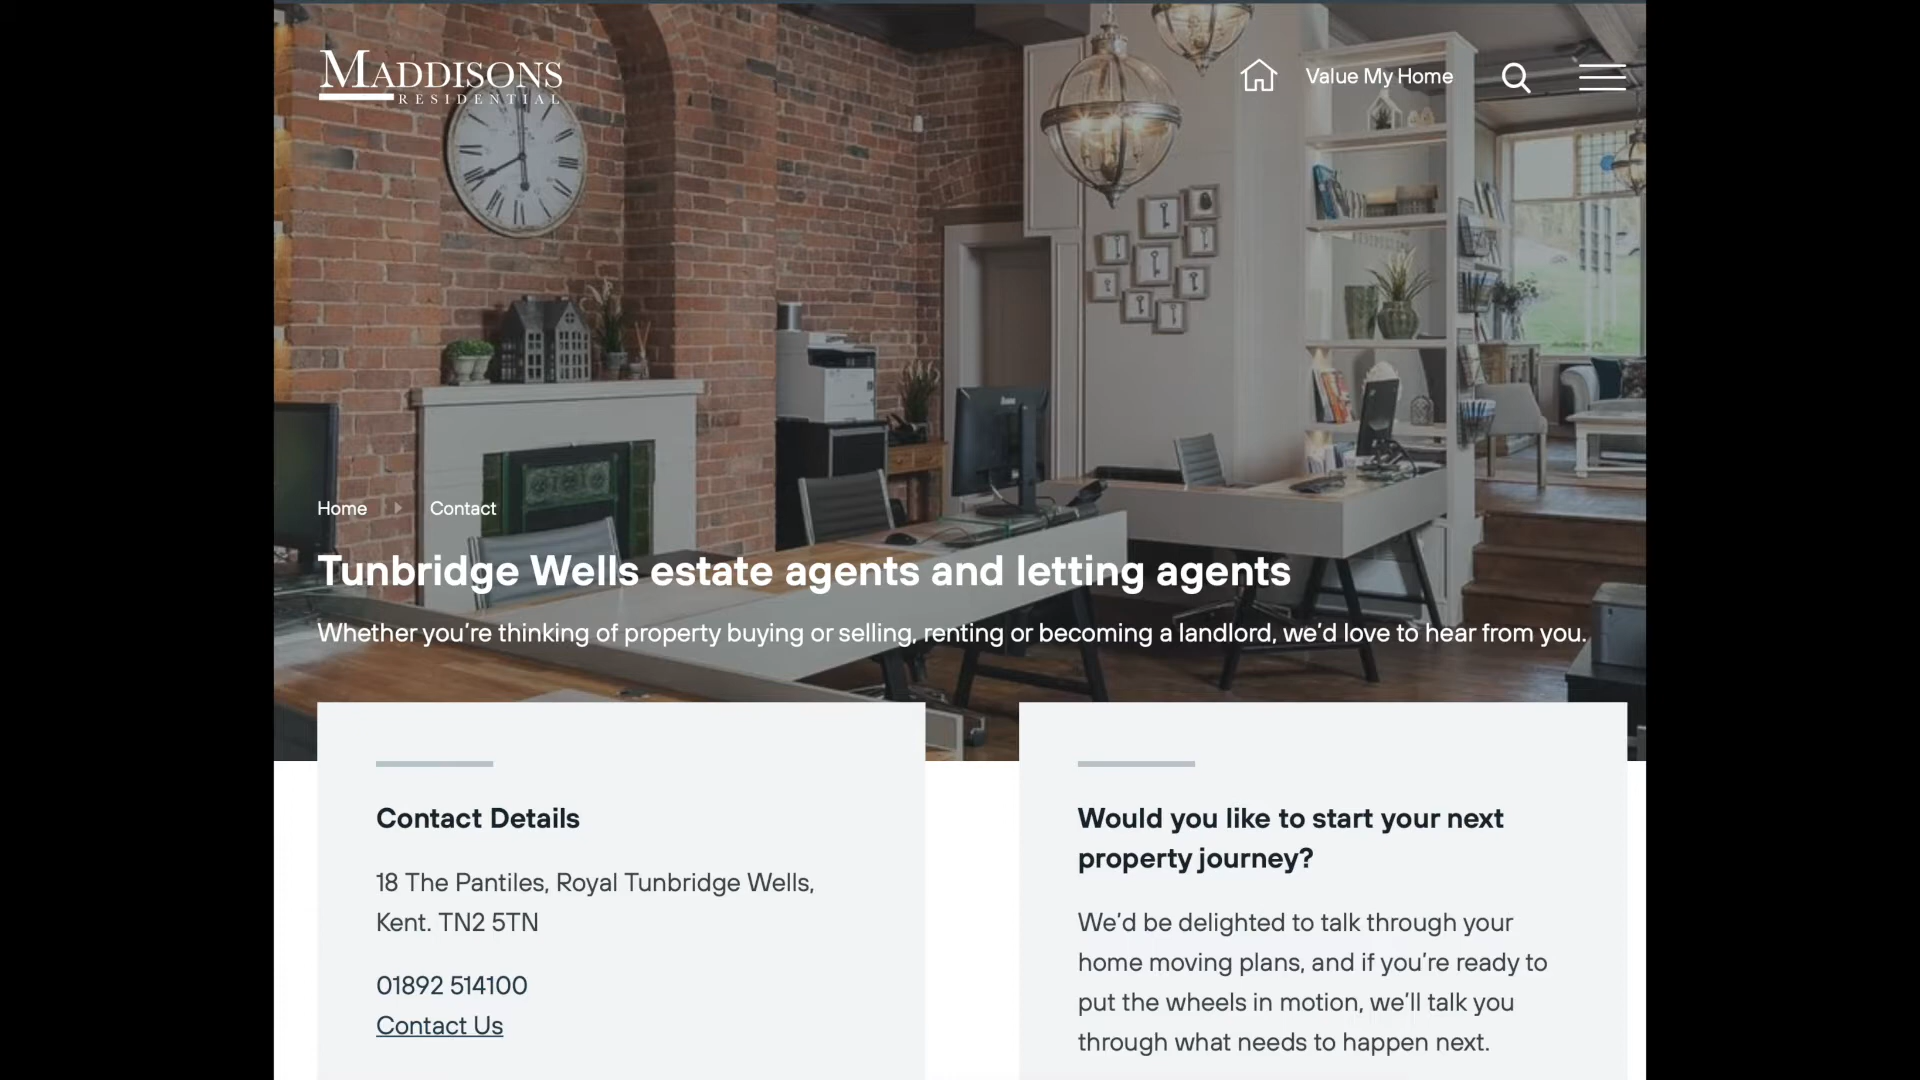 MADDISONS
RESIDENTIAL
Value My Home
Home
Contact
Tunbridge Wells estate agents and letting agents
Whether you're thinking of property buying or selling, renting or becoming a landlord, we'd love to hear from you.
Contact Details
18 The Pantiles, Royal Tunbridge Wells,
Kent. TN2 5TN
01892 514100
Contact Us
Would you like to start your next
property journey?
We'd be delighted to talk through your
home moving plans, and if you're ready to
put the wheels in motion, we'll talk you
through what needs to happen next.